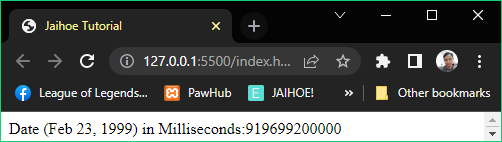 Jaihoe Tutorial
127.0.0.1:5500/index.h...
League of Legends... PawHub E JAIHOE! » Other bookmarks
Date (Feb 23, 1999) in Milliseconds:919699200000